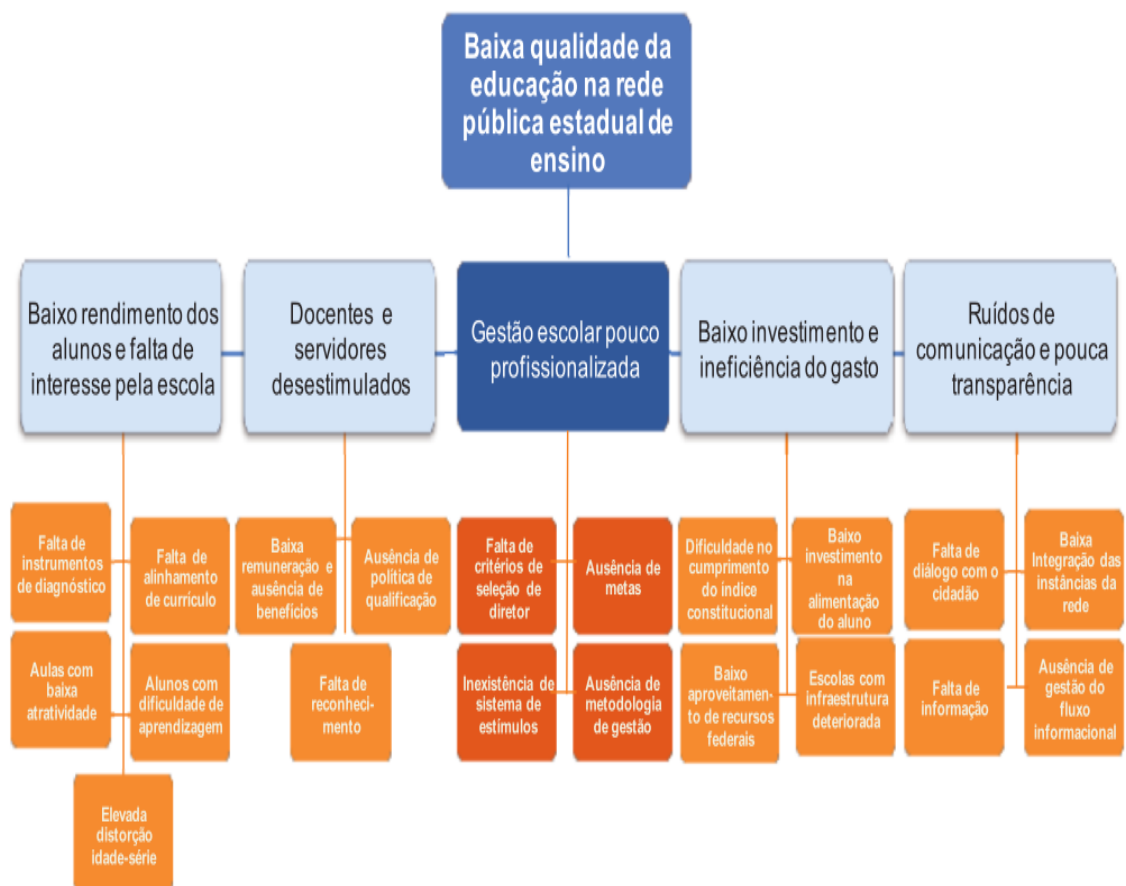 Baixa qualidade da
educação na rede
pública estadual de
ensino
Baixo rendimento dos
alunos e falta de
interesse pela escola
Docentes e
servidores
desestimulados
Gestão escolar pouco
profissionalizada
Baixo investimento e
ineficiência do gasto
Ruídos de
comunicação e pouca
transparência
Falta de
instrumentos
de diagnóstico
Falta de
alinhamento
de currículo
Aulas com
baixa
atratividade
Alunos com
dificuldade de
aprendizagem
Elevada
distorção
idade-série
Baixa
remuneração e
ausência de
benefícios
Ausência de
política de
qualificação
Falta de
reconheci-
mento
Falta de
critérios de
seleção de
diretor
Ausência de
metas
Inexistência de
sistema de
estímulos
Ausência de
metodologia
de gestão
Dificuldade no
cumprimento
do índice
constitucional
Baixo
investimento
na
alimentação
do aluno
Baixo
aproveitamen-
to de recursos
federais
Escolas com
infraestrutura
deteriorada
Falta de
diálogo com o
cidadão
Baixa
Integração das
instâncias da
rede
Falta de
informação
Ausência de
gestão do
fluxo
informacional